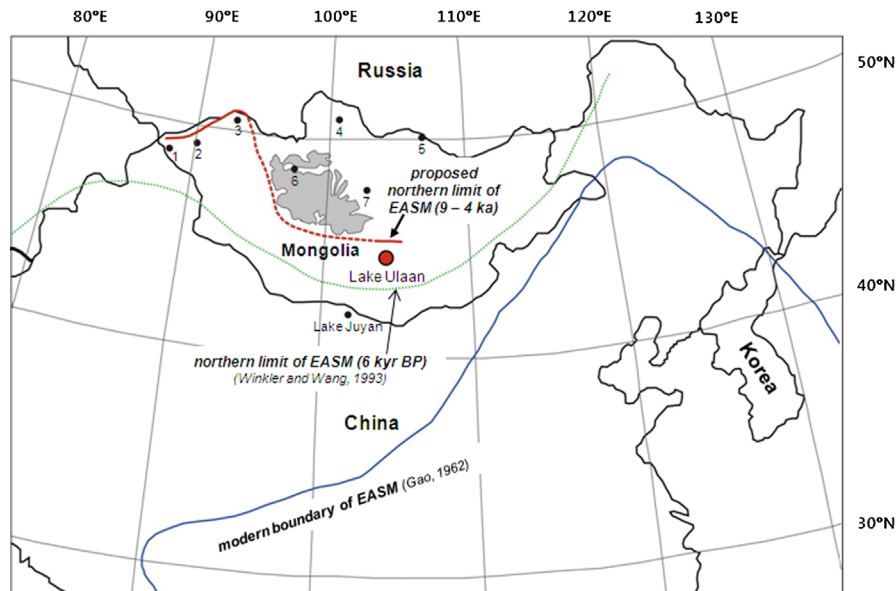 80°E 90°E 100°E 110°E 120°E 130°E
50°N
Russia
3
4
5
1
2
6
7
proposed
northern limit of
EASM (9 – 4 ka)
Mongolia
Lake Ulaan
40°N
Lake Juyan
northern limit of EASM (6 kyr BP)
(Winkler and Wang, 1993)
Korea
China
modern boundary of EASM (Gao, 1962)
30°N